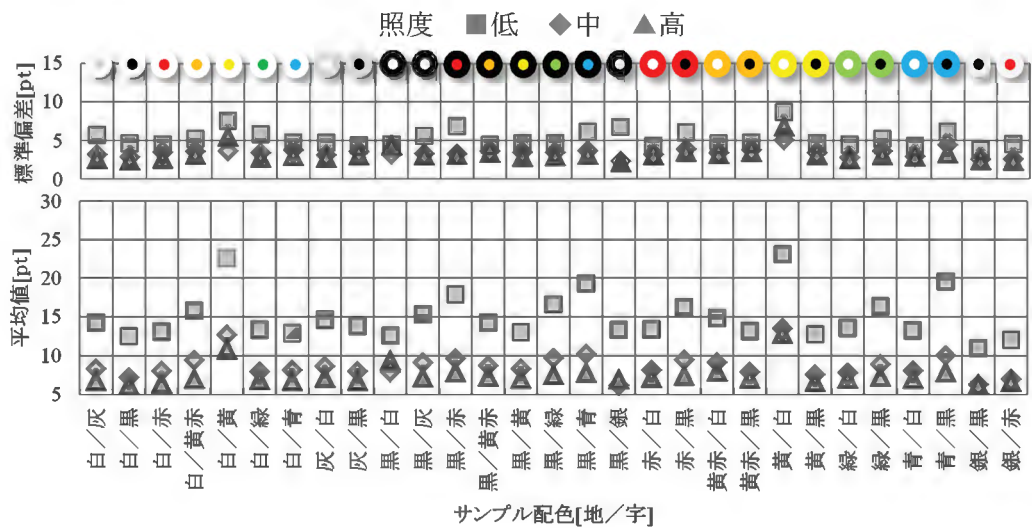 照度 ■低 ◆中 ▲高
標準偏差[pt]
15
10
5
0
平均値[pt]
30
25
20
15
10
5
白／灰
白／黒
白／赤
白／黄赤
白／黄
白／緑
白／青
灰／白
灰／黒
黒／白
黒／灰
黒／赤
黒／黄赤
黒／黄
黒／緑
黒／青
黒／銀
赤／白
赤／黒
黄赤／白
黄赤／黒
黄／白
黄／黒
緑／白
緑／黒
青／白
青／黒
銀／黒
銀／赤
サンプル配色[地／字]